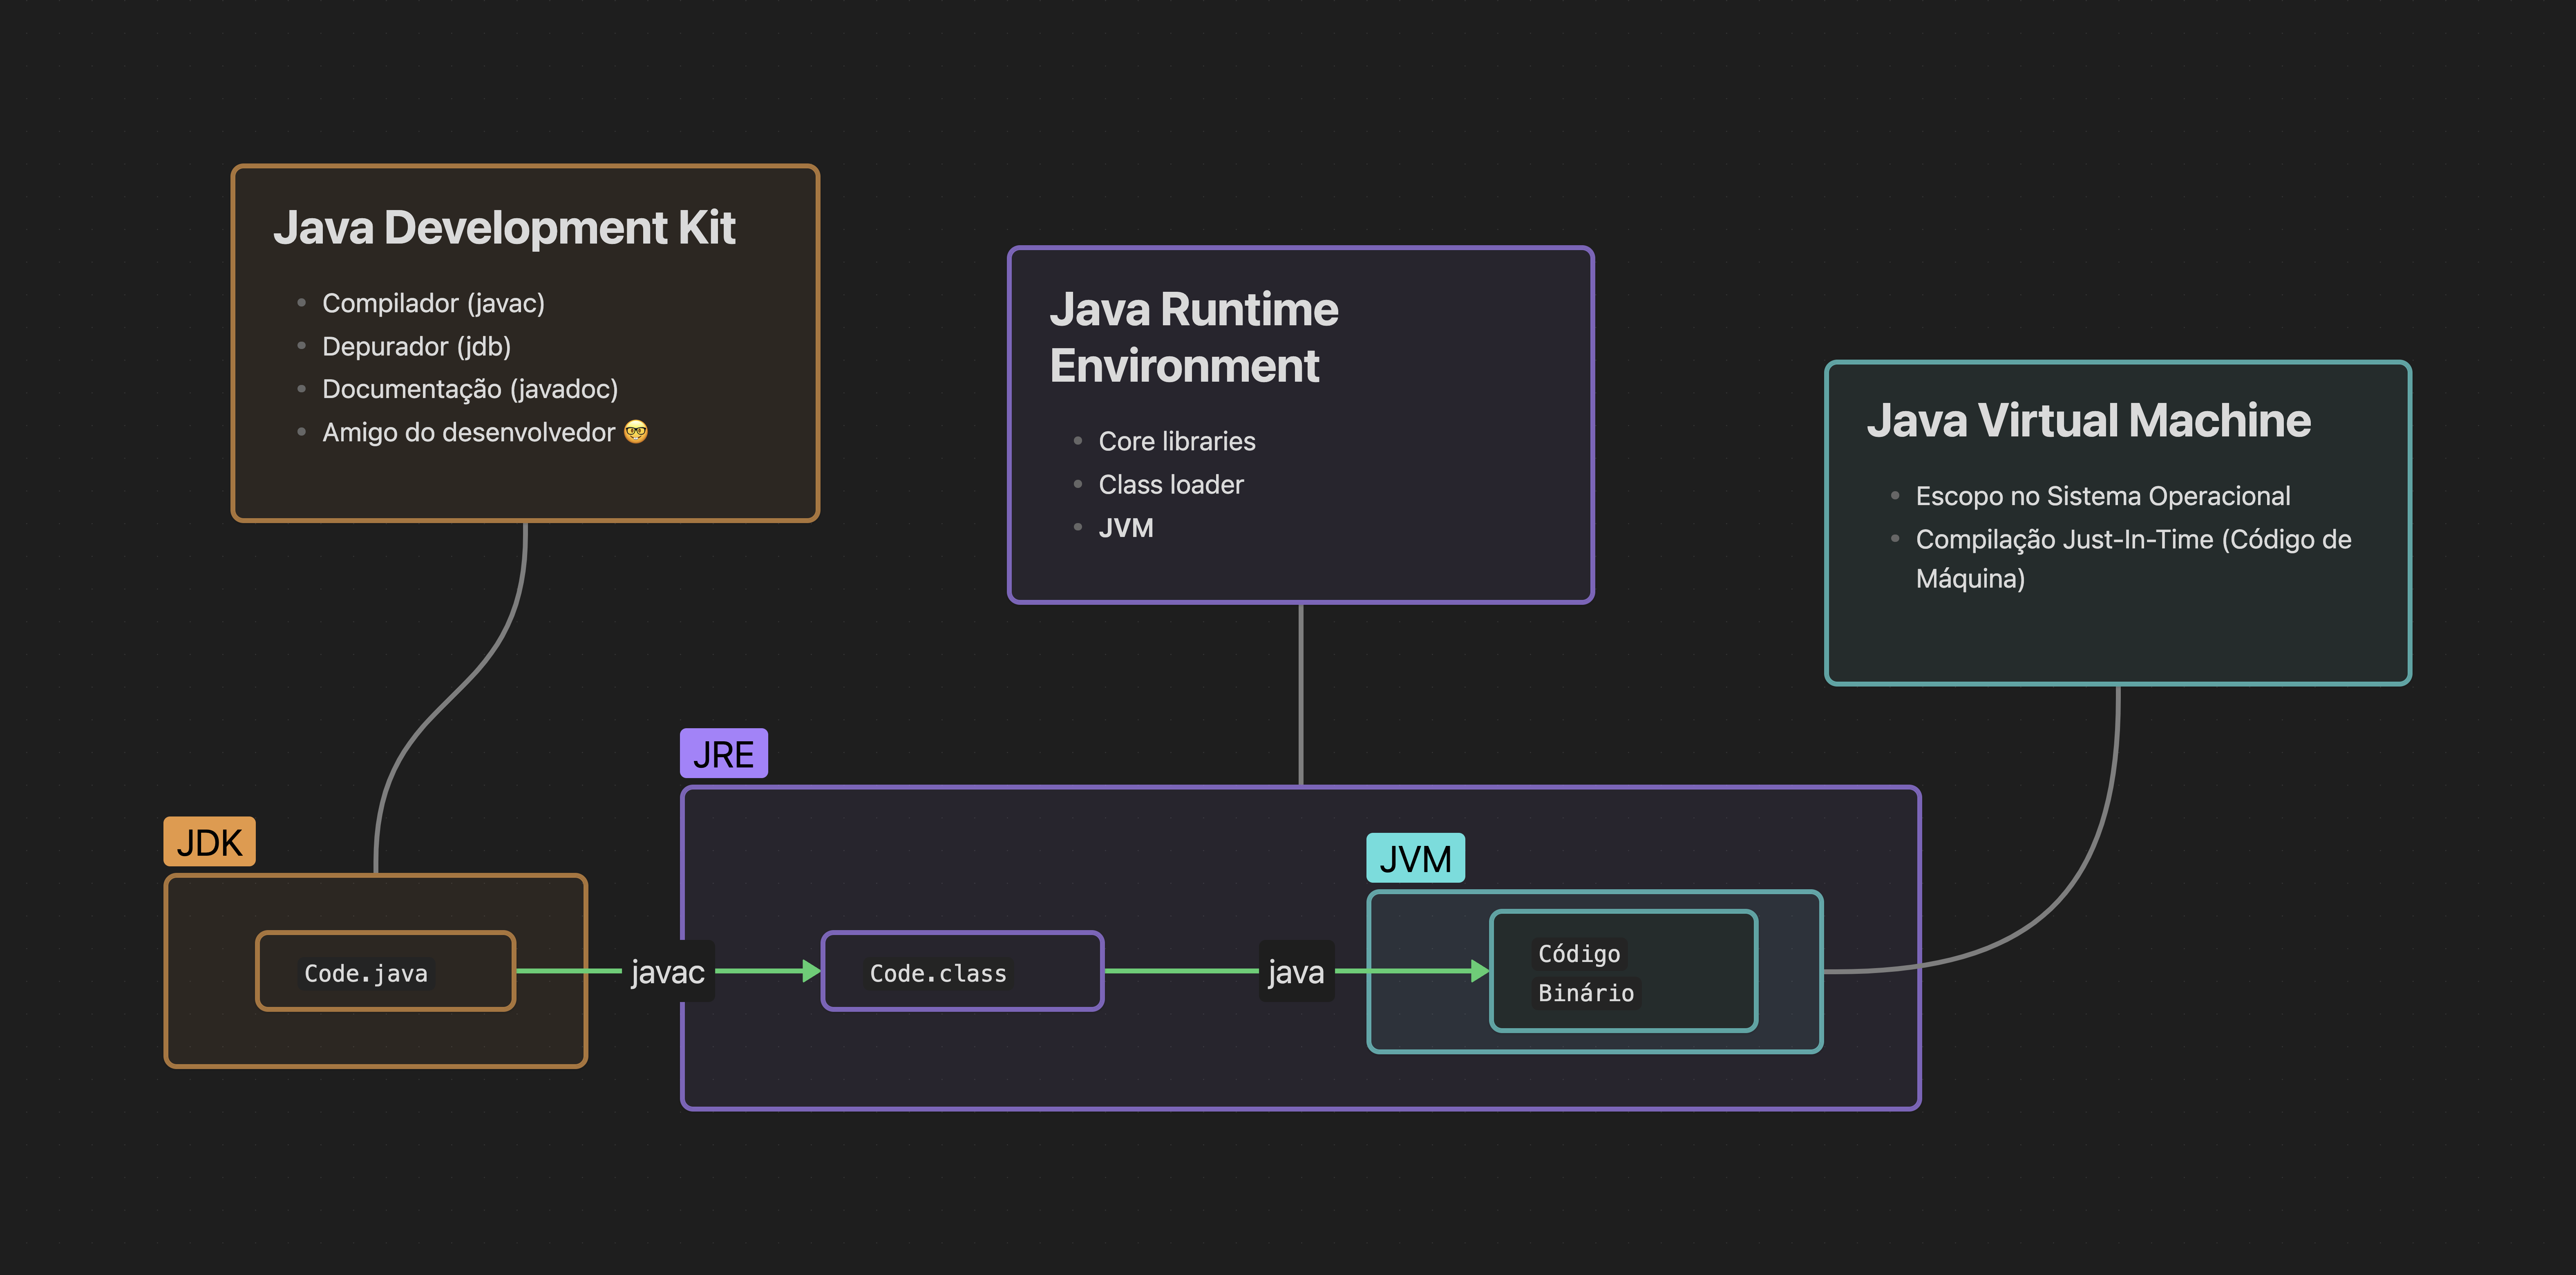 Java Development Kit
Compilador (javac)
Depurador (jdb)
Documentação (javadoc)
Amigo do desenvolvedor 🤓
Java Runtime
Environment
Core libraries
Class loader
JVM
Java Virtual Machine
Escopo no Sistema Operacional
Compilação Just-In-Time (Código de
Máquina)
JDK
Code.java
javac
JRE
Code.class
java
JVM
Código
Binário